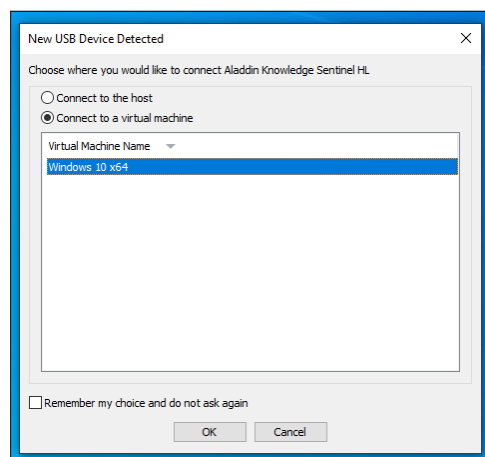 New USB Device Detected
Choose where you would like to connect Aladdin Knowledge Sentinel HL
Connect to the host
Connect to a virtual machine
Virtual Machine Name
Windows 10 x64
Remember my choice and do not ask again
OK Cancel